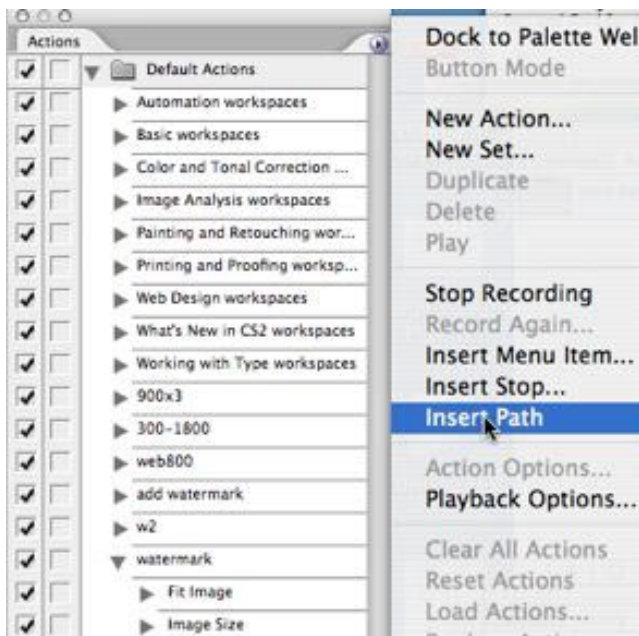 Actions
Default Actions
Automation workspaces
Basic workspaces
Color and Tonal Correction ...
Image Analysis workspaces
Painting and Retouching wor...
Printing and Proofing worksp...
Web Design workspaces
What's New in CS2 workspaces
Working with Type workspaces
900x3
300-1800
web800
add watermark
w2
watermark
Fit Image
Image Size
Dock to Palette Wel
Button Mode
New Action...
New Set...
Duplicate
Delete
Play
Stop Recording
Record Again...
Insert Menu Item...
Insert Stop...
Insert Path
Action Options...
Playback Options...
Clear All Actions
Reset Actions
Load Actions...